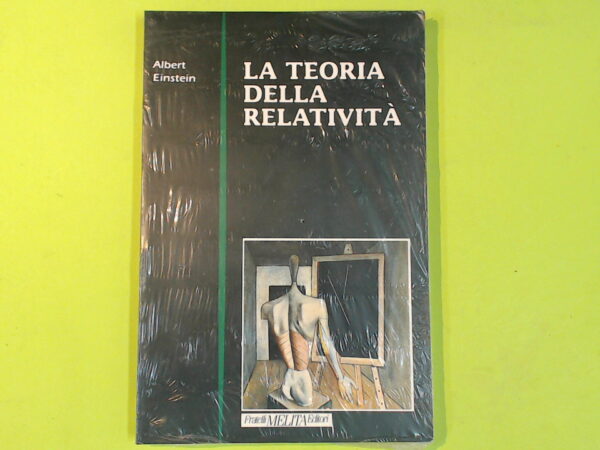 Albert
Einstein
LA TEORIA
DELLA
RELATIVITÀ
Fratelli MELITA Editori